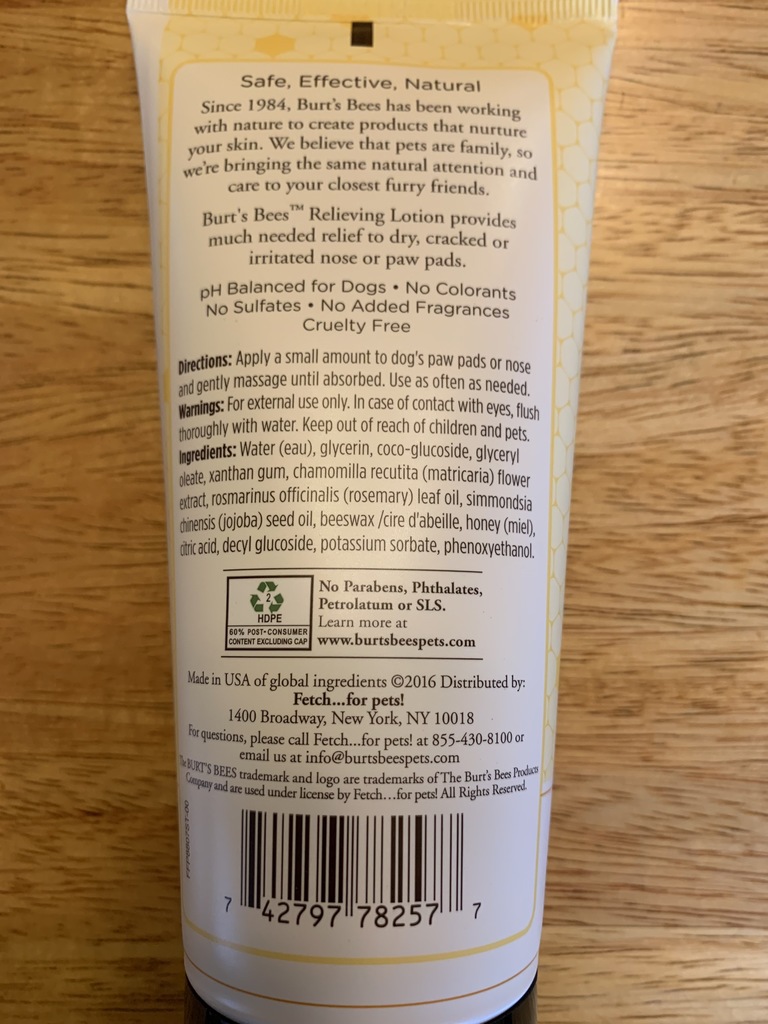 Safe, Effective, Natural
Since 1984, Burt's Bees has been working
with nature to create products that nurture
your skin. We believe that pets are family, so
we're bringing the same natural attention and
care to your closest furry friends.
Burt's Bees™ Relieving Lotion provides
much needed relief to dry, cracked or
irritated nose or paw pads.
pH Balanced for Dogs • No Colorants
No Sulfates • No Added Fragrances
Cruelty Free
Directions: Apply a small amount to dog's paw pads or nose
and gently massage until absorbed. Use as often as needed.
Warnings: For external use only. In case of contact with eyes, flush
thoroughly with water. Keep out of reach of children and pets.
Ingredients: Water (eau), glycerin, coco-glucoside, glyceryl
oleate, xanthan gum, chamomilla recutita (matricaria) flower
extract, rosmarinus officinalis (rosemary) leaf oil, simmondsia
chinensis (jojoba) seed oil, beeswax /cire d'abeille, honey (miel),
citric acid, decyl glucoside, potassium sorbate, phenoxyethanol.
2
HDPE
60% POST-CONSUMER
CONTENT EXCLUDING CAP
No Parabens, Phthalates,
Petrolatum or SLS.
Learn more at
www.burtsbeespets.com
Made in USA of global ingredients ©2016 Distributed by:
Fetch...for pets!
1400 Broadway, New York, NY 10018
For questions, please call Fetch...for pets! at 855-430-8100 or
email us at info@burtsbeespets.com
The BURT'S BEES trademark and logo are trademarks of The Burt's Bees Products
Company and are used under license by Fetch...for pets! All Rights Reserved.
7 42797 78257 7